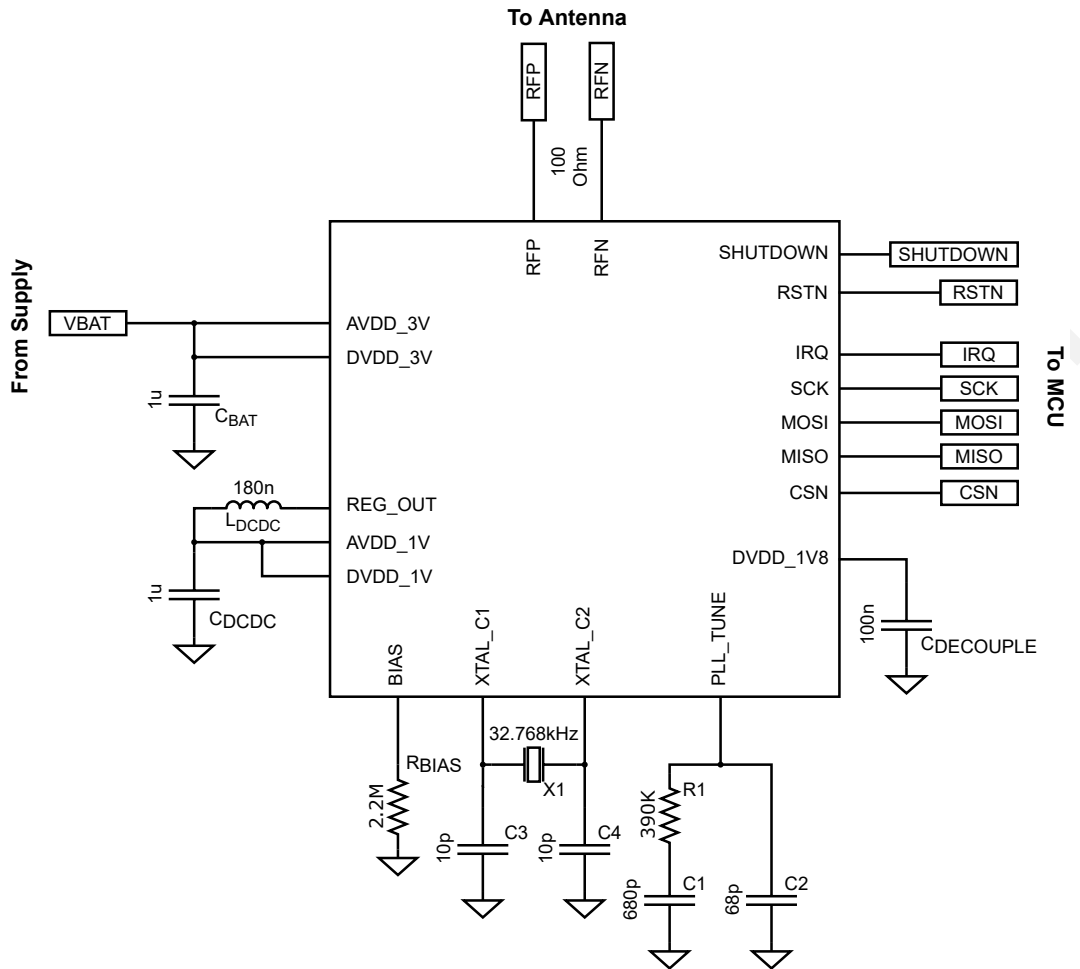 To Antenna
RFP
RFN
100
Ohm
RFP
RFN
From Supply
VBAT
AVDD_3V
DVDD_3V
1u
CBAT
180n
LDCDC
REG_OUT
AVDD_1V
DVDD_1V
1u
CDCDC
SHUTDOWN
SHUTDOWN
RSTN
RSTN
IRQ
IRQ
SCK
SCK
MOSI
MOSI
MISO
MISO
CSN
CSN
To MCU
DVDD_1V8
100n
CDECOUPLE
BIAS
XTAL_C1
XTAL_C2
PLL_TUNE
RBIAS
2.2M
32.768kHz
X1
10p
C3
10p
C4
R1
390K
680p
C1
68p
C2